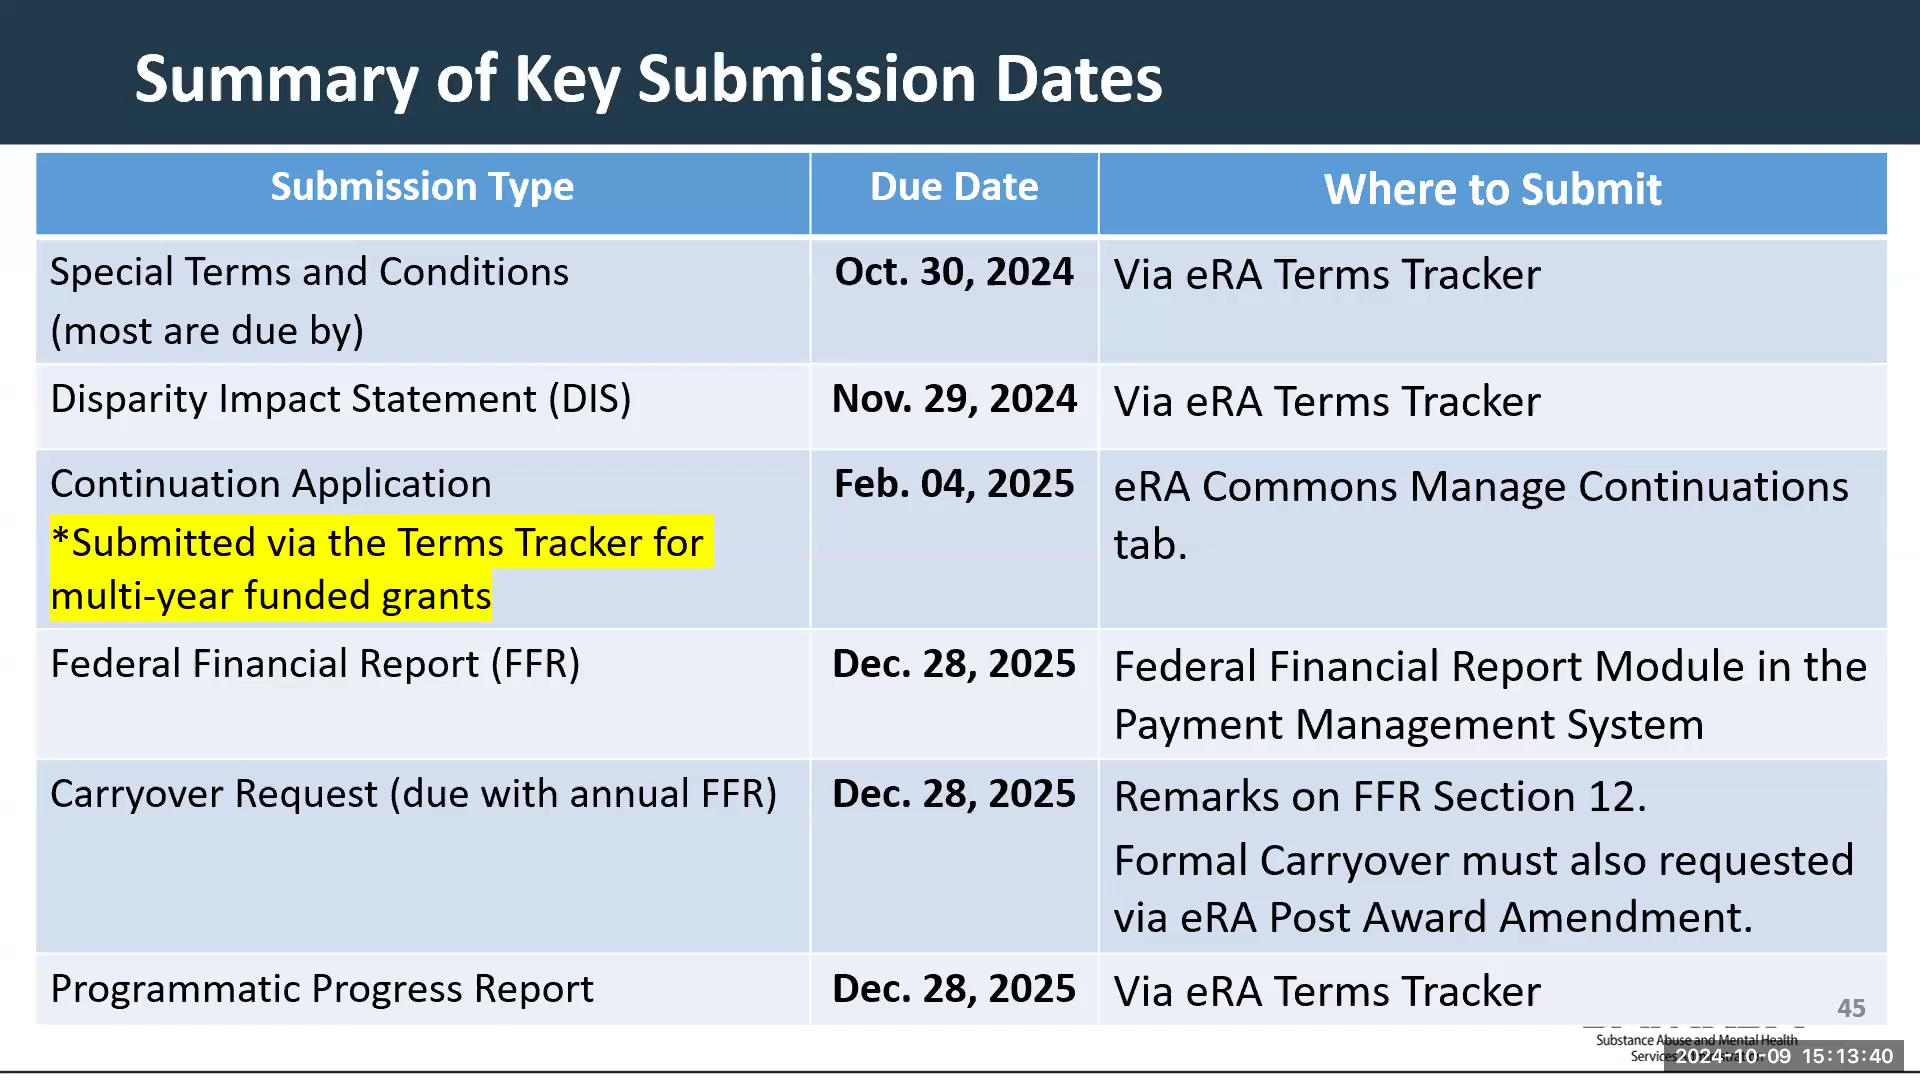 Summary of Key Submission Dates
Submission Type
Due Date
Where to Submit
Special Terms and Conditions
(most are due by)
Oct. 30, 2024
Via eRA Terms Tracker
Disparity Impact Statement (DIS)
Nov. 29, 2024
Via eRA Terms Tracker
Continuation Application
*Submitted via the Terms Tracker for
multi-year funded grants
Feb. 04, 2025
eRA Commons Manage Continuations
tab.
Federal Financial Report (FFR)
Dec. 28, 2025
Federal Financial Report Module in the
Payment Management System
Carryover Request (due with annual FFR)
Dec. 28, 2025
Remarks on FFR Section 12.
Formal Carryover must also requested
via eRA Post Award Amendment.
Programmatic Progress Report
Dec. 28, 2025
Via eRA Terms Tracker
45
Substance Abuse and Mental Health
2024-10-09 15:13:40